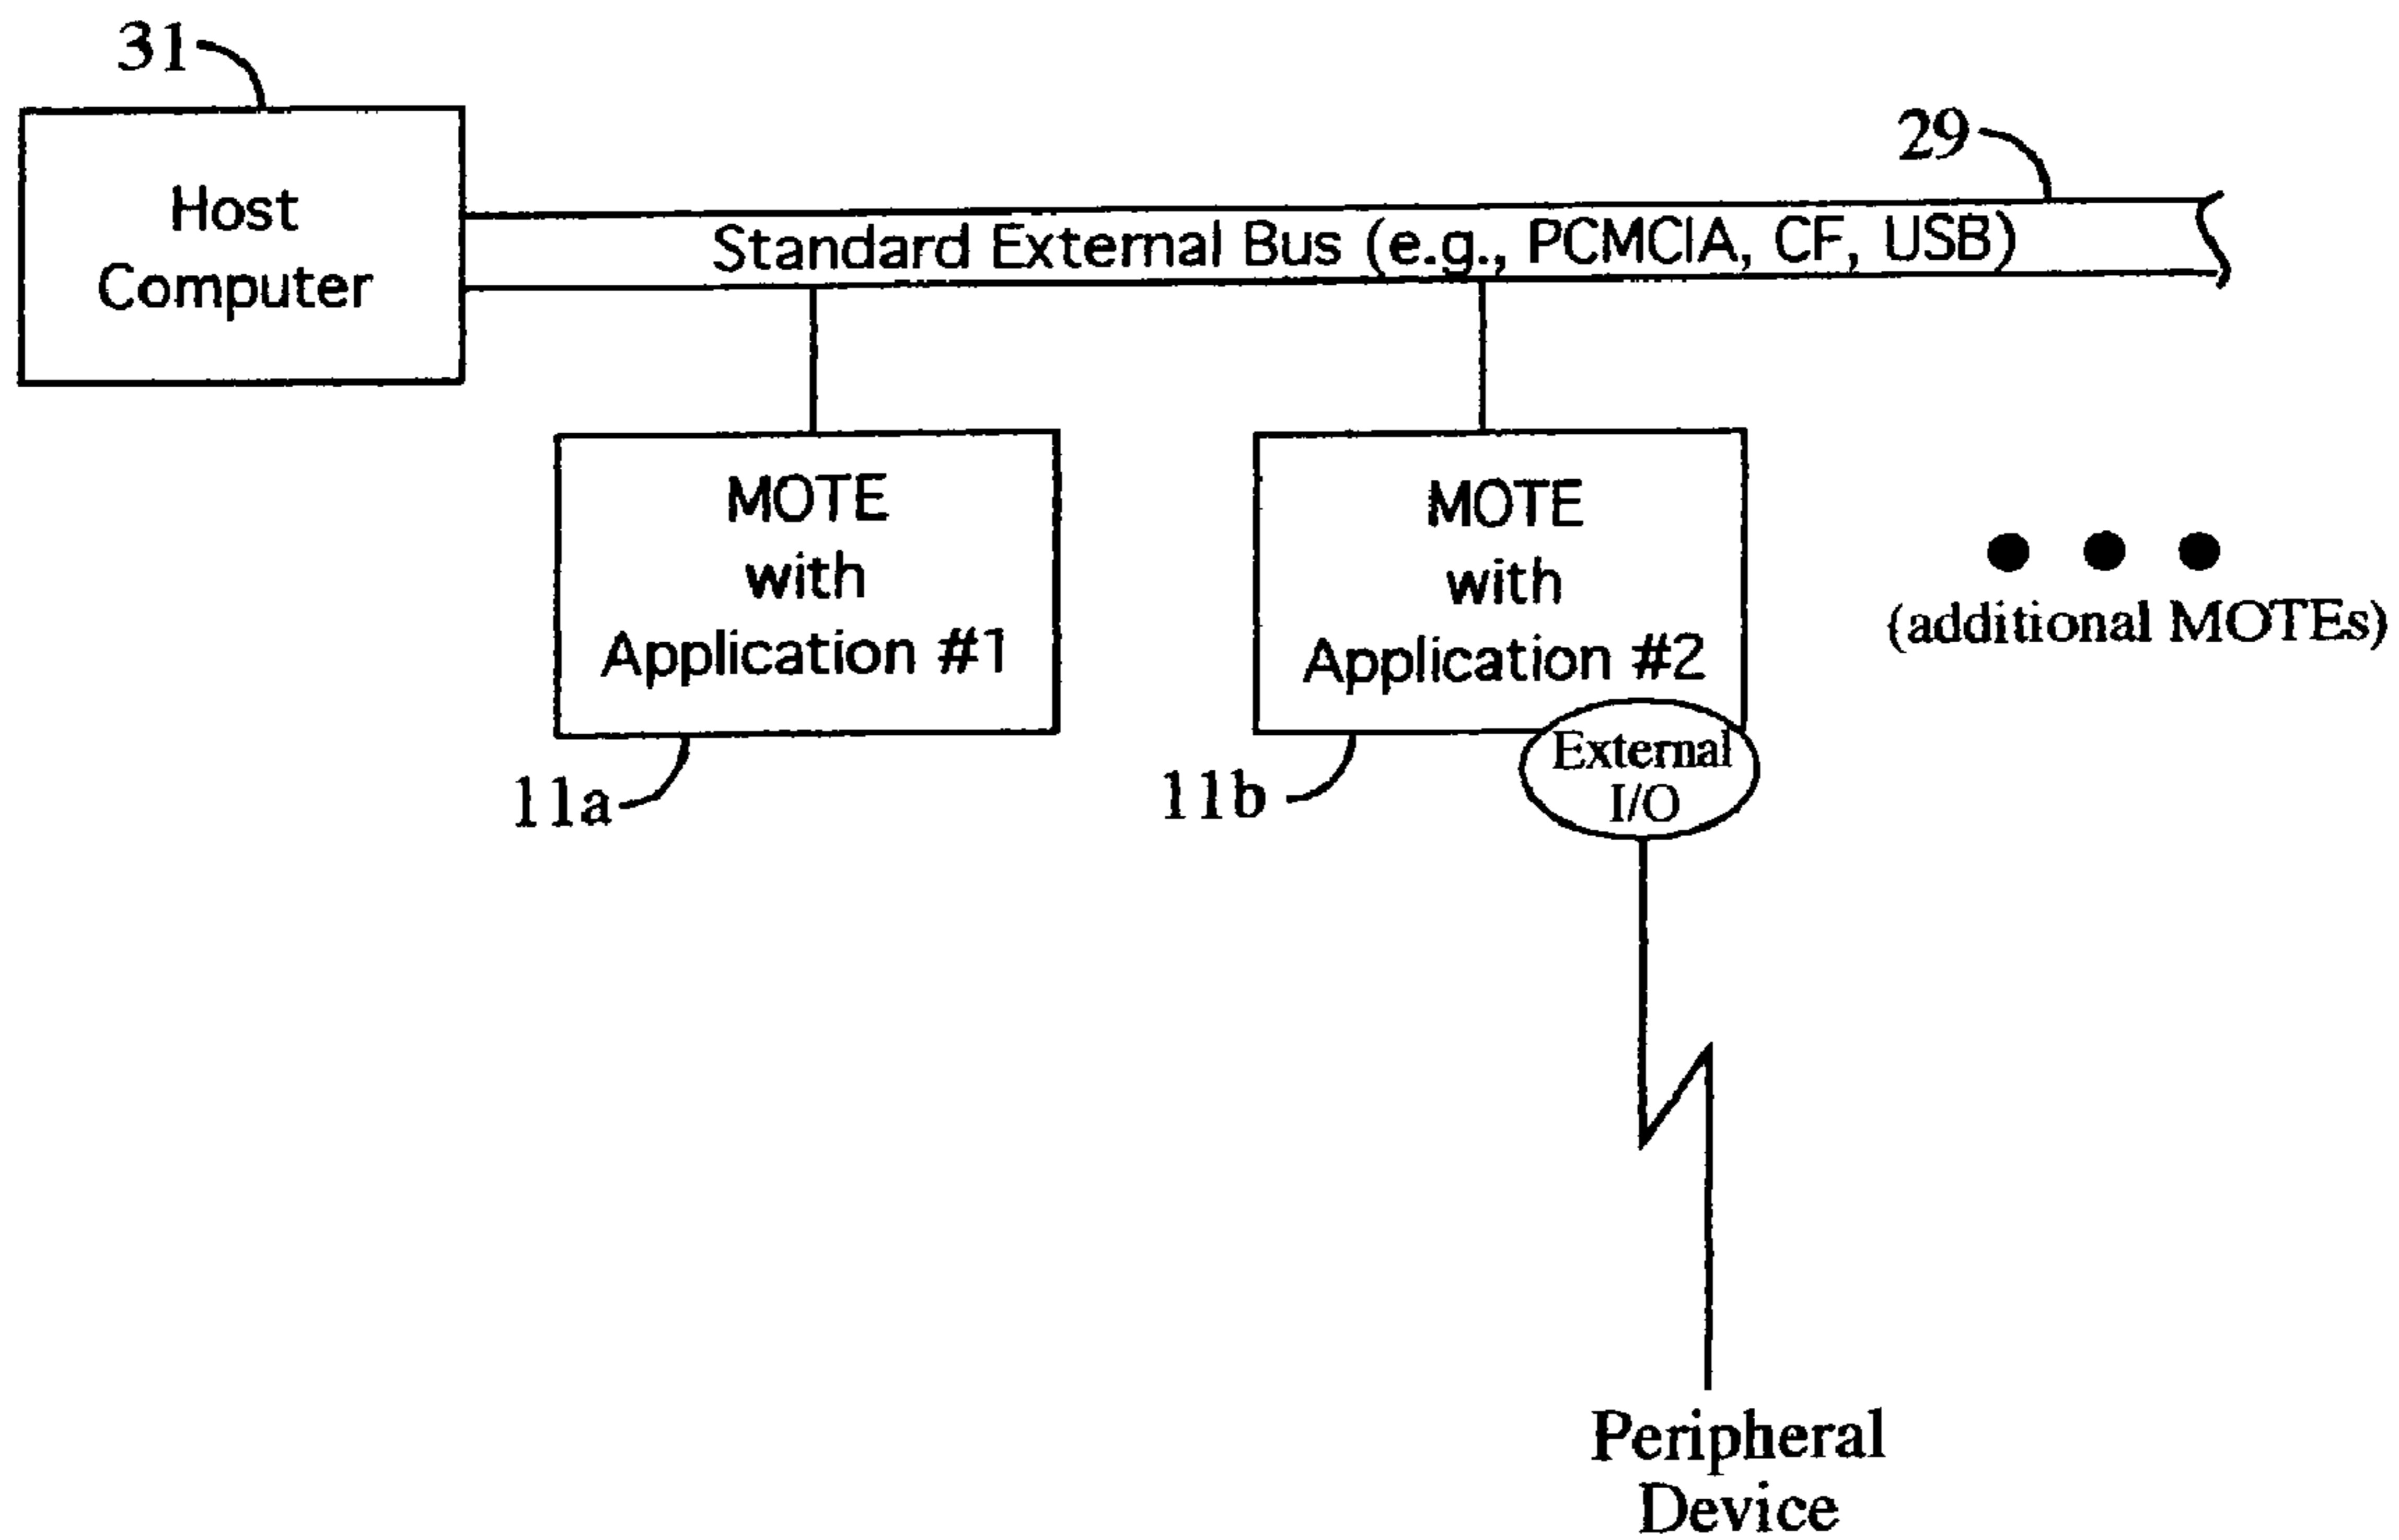 31
Host
Computer
29
Standard External Bus (e.g., PCMCIA, CF, USB)
MOTE
with
Application #1
11a
MOTE
with
Application #2
11b
External
I/O
(additional MOTEs)
Peripheral
Device